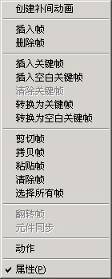 创建补间动画
插入帧
删除帧
插入关键帧
插入空白关键帧
清除关键帧
转换为关键帧
转换为空白关键帧
剪切帧
拷贝帧
粘贴帧
清除帧
选择所有帧
翻转帧
元件同步
动作
属性(P)